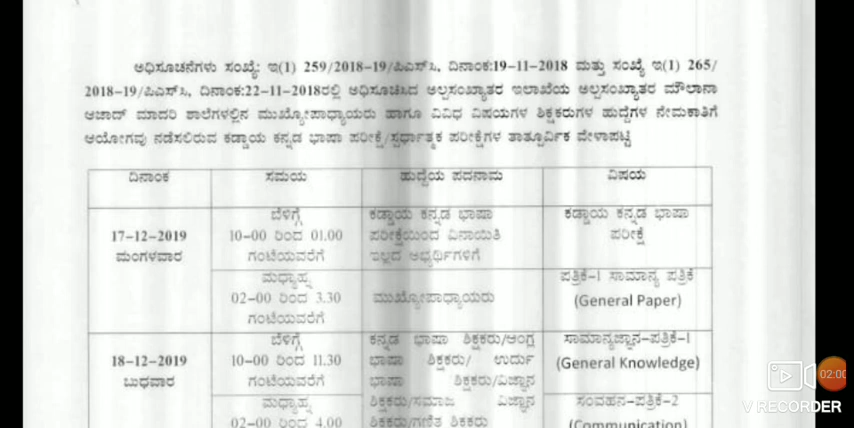 ಅಧಿಸೂಚನೆಗಳು ಸಂಖ್ಯೆ: ಇ(1) 259/2018-19/ಪಿಎಸ್‌ಸಿ, ದಿನಾಂಕ:19-11-2018 ಮತ್ತು ಸಂಖ್ಯೆ ಇ(1) 265/
2018-19/ಪಿಎಸ್‌ಸಿ, ದಿನಾಂಕ:22-11-2018ರಲ್ಲಿ ಅಧಿಸೂಚಿಸಿದ ಅಲ್ಪಸಂಖ್ಯಾತರ ಇಲಾಖೆಯ ಅಲ್ಪಸಂಖ್ಯಾತರ ಮೌಲಾನಾ
ಆಜಾದ್ ಮಾದರಿ ಶಾಲೆಗಳಲ್ಲಿನ ಮುಖ್ಯೋಪಾಧ್ಯಾಯರು ಹಾಗೂ ವಿವಿಧ ವಿಷಯಗಳ ಶಿಕ್ಷಕರುಗಳ ಹುದ್ದೆಗಳ ನೇಮಕಾತಿಗೆ
ಆಯೋಗವು ನಡೆಸಲಿರುವ ಕಡ್ಡಾಯ ಕನ್ನಡ ಭಾಷಾ ಪರೀಕ್ಷೆ/ಸ್ಪರ್ಧಾತ್ಮಕ ಪರೀಕ್ಷೆಗಳ ತಾತ್ಪೂರ್ವಿಕ ವೇಳಾಪಟ್ಟಿ
ದಿನಾಂಕ ಸಮಯ ಹುದ್ದೆಯ ಪದನಾಮ ವಿಷಯ
17-12-2019
ಮಂಗಳವಾರ
ಬೆಳಿಗ್ಗೆ
10-00 ರಿಂದ 01.00
ಗಂಟೆಯವರೆಗೆ
ಕಡ್ಡಾಯ ಕನ್ನಡ ಭಾಷಾ
ಪರೀಕ್ಷೆಯಿಂದ ವಿನಾಯಿತಿ
ಇಲ್ಲದ ಅಭ್ಯರ್ಥಿಗಳಿಗೆ
ಕಡ್ಡಾಯ ಕನ್ನಡ ಭಾಷಾ
ಪರೀಕ್ಷೆ
ಮಧ್ಯಾಹ್ನ
02-00 ರಿಂದ 3.30
ಗಂಟೆಯವರೆಗೆ
ಮುಖ್ಯೋಪಾಧ್ಯಾಯರು
ಪತ್ರಿಕೆ-I ಸಾಮಾನ್ಯ ಪತ್ರಿಕೆ
(General Paper)
18-12-2019
ಬುಧವಾರ
ಬೆಳಿಗ್ಗೆ
10-00 ರಿಂದ 11.30
ಗಂಟೆಯವರೆಗೆ
ಕನ್ನಡ ಭಾಷಾ ಶಿಕ್ಷಕರು/ಆಂಗ್ಲ
ಭಾಷಾ ಶಿಕ್ಷಕರು/ ಉರ್ದು
ಭಾಷಾ ಶಿಕ್ಷಕರು/ವಿಜ್ಞಾನ
ಶಿಕ್ಷಕರು/ಸಮಾಜ ವಿಜ್ಞಾನ
ಶಿಕ್ಷಕರು/ಗಣಿತ ಶಿಕ್ಷಕರು
ಸಾಮಾನ್ಯಜ್ಞಾನ-ಪತ್ರಿಕೆ-I
(General Knowledge)
ಮಧ್ಯಾಹ್ನ
02-00 ರಿಂದ 4.00
ಸಂವಹನ-ಪತ್ರಿಕೆ-2
(Communication)
02:00
V RECORDER